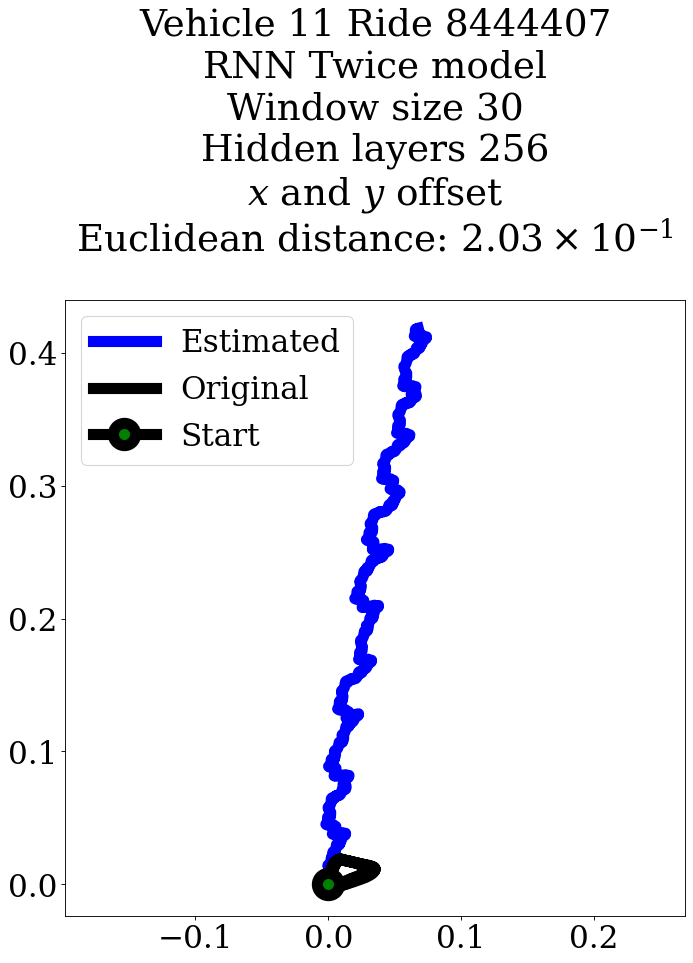 Vehicle 11 Ride 8444407
RNN Twice model
Window size 30
Hidden layers 256
x and y offset
Euclidean distance: 2.03 × 10⁻¹
Estimated
Original
Start
0.4
0.3
0.2
0.1
0.0
−0.1 0.0 0.1 0.2